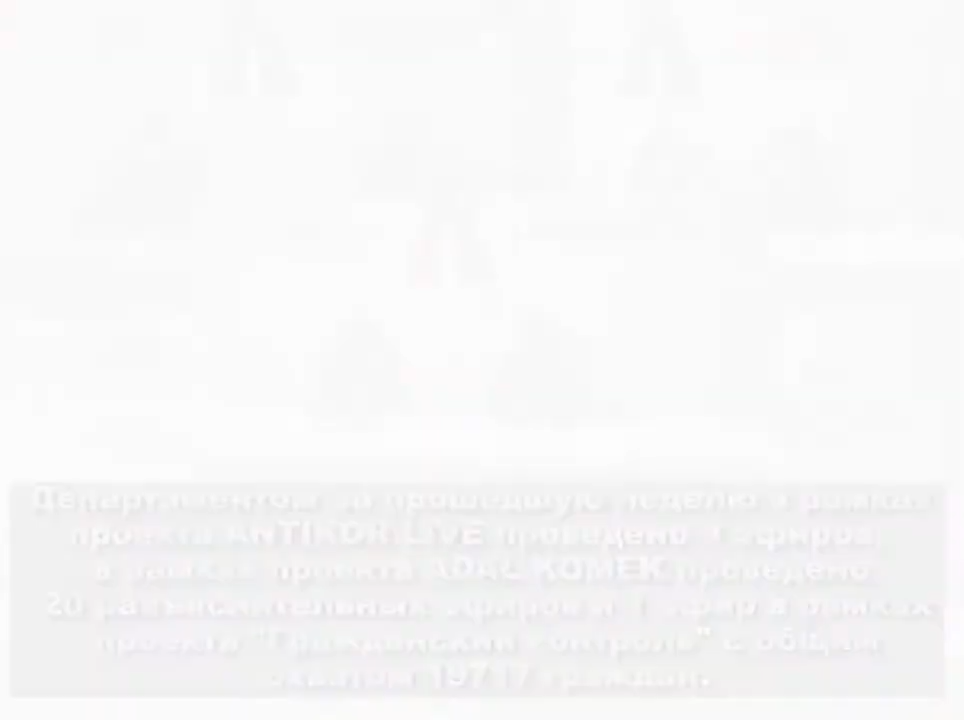 Департаментом за прошедшую неделю в рамках
проекта ANTIKOR LIVE проведено эфиров,
в рамках проекта ADAL KOMEK проведено
20 разъяснительных эфиров и 1 эфир в рамках
проекта "Гражданский контроль" с общим
охватом граждан.